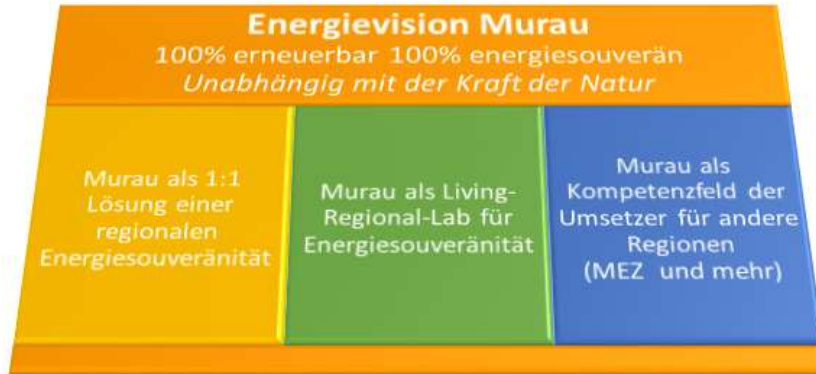 Energievision Murau
100% erneuerbar 100% energiesouverän
Unabhängig mit der Kraft der Natur
Murau als 1:1
Lösung einer
regionalen
Energiesouveränität
Murau als Living-
Regional-Lab für
Energiesouveränität
Murau als
Kompetenzfeld der
Umsetzer für andere
Regionen
(MEZ und mehr)